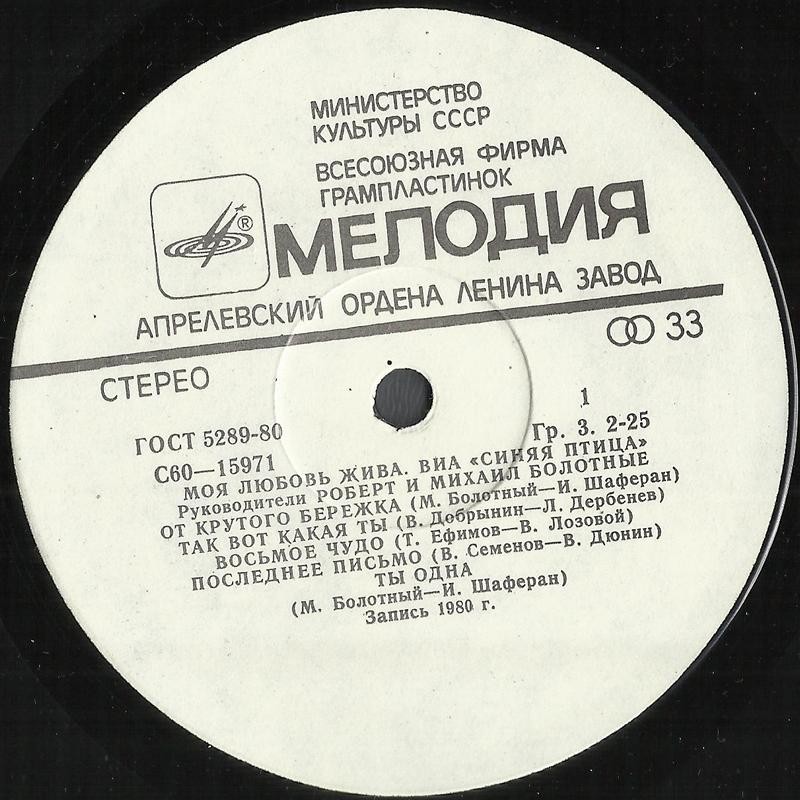 МИНИСТЕРСТВО
КУЛЬТУРЫ СССР
ВСЕСОЮЗНАЯ ФИРМА
ГРАМПЛАСТИНОК
®
МЕЛОДИЯ
АПРЕЛЕВСКИЙ ОРДЕНА ЛЕНИНА ЗАВОД
СТЕРЕО
33
1
ГОСТ 5289-80
Гр. 3. 2-25
С60—15971
МОЯ ЛЮБОВЬ ЖИВА. ВИА «СИНЯЯ ПТИЦА»
Руководители РОБЕРТ И МИХАИЛ БОЛОТНЫЕ
ОТ КРУТОГО БЕРЕЖКА (М. Болотный—И. Шаферан)
ТАК ВОТ КАКАЯ ТЫ (В. Добрынин—Л. Дербенев)
ВОСЬМОЕ ЧУДО (Т. Ефимов—В. Лозовой)
ПОСЛЕДНЕЕ ПИСЬМО (В. Семенов—В. Дюнин)
ТЫ ОДНА
(М. Болотный—И. Шаферан)
Запись 1980 г.